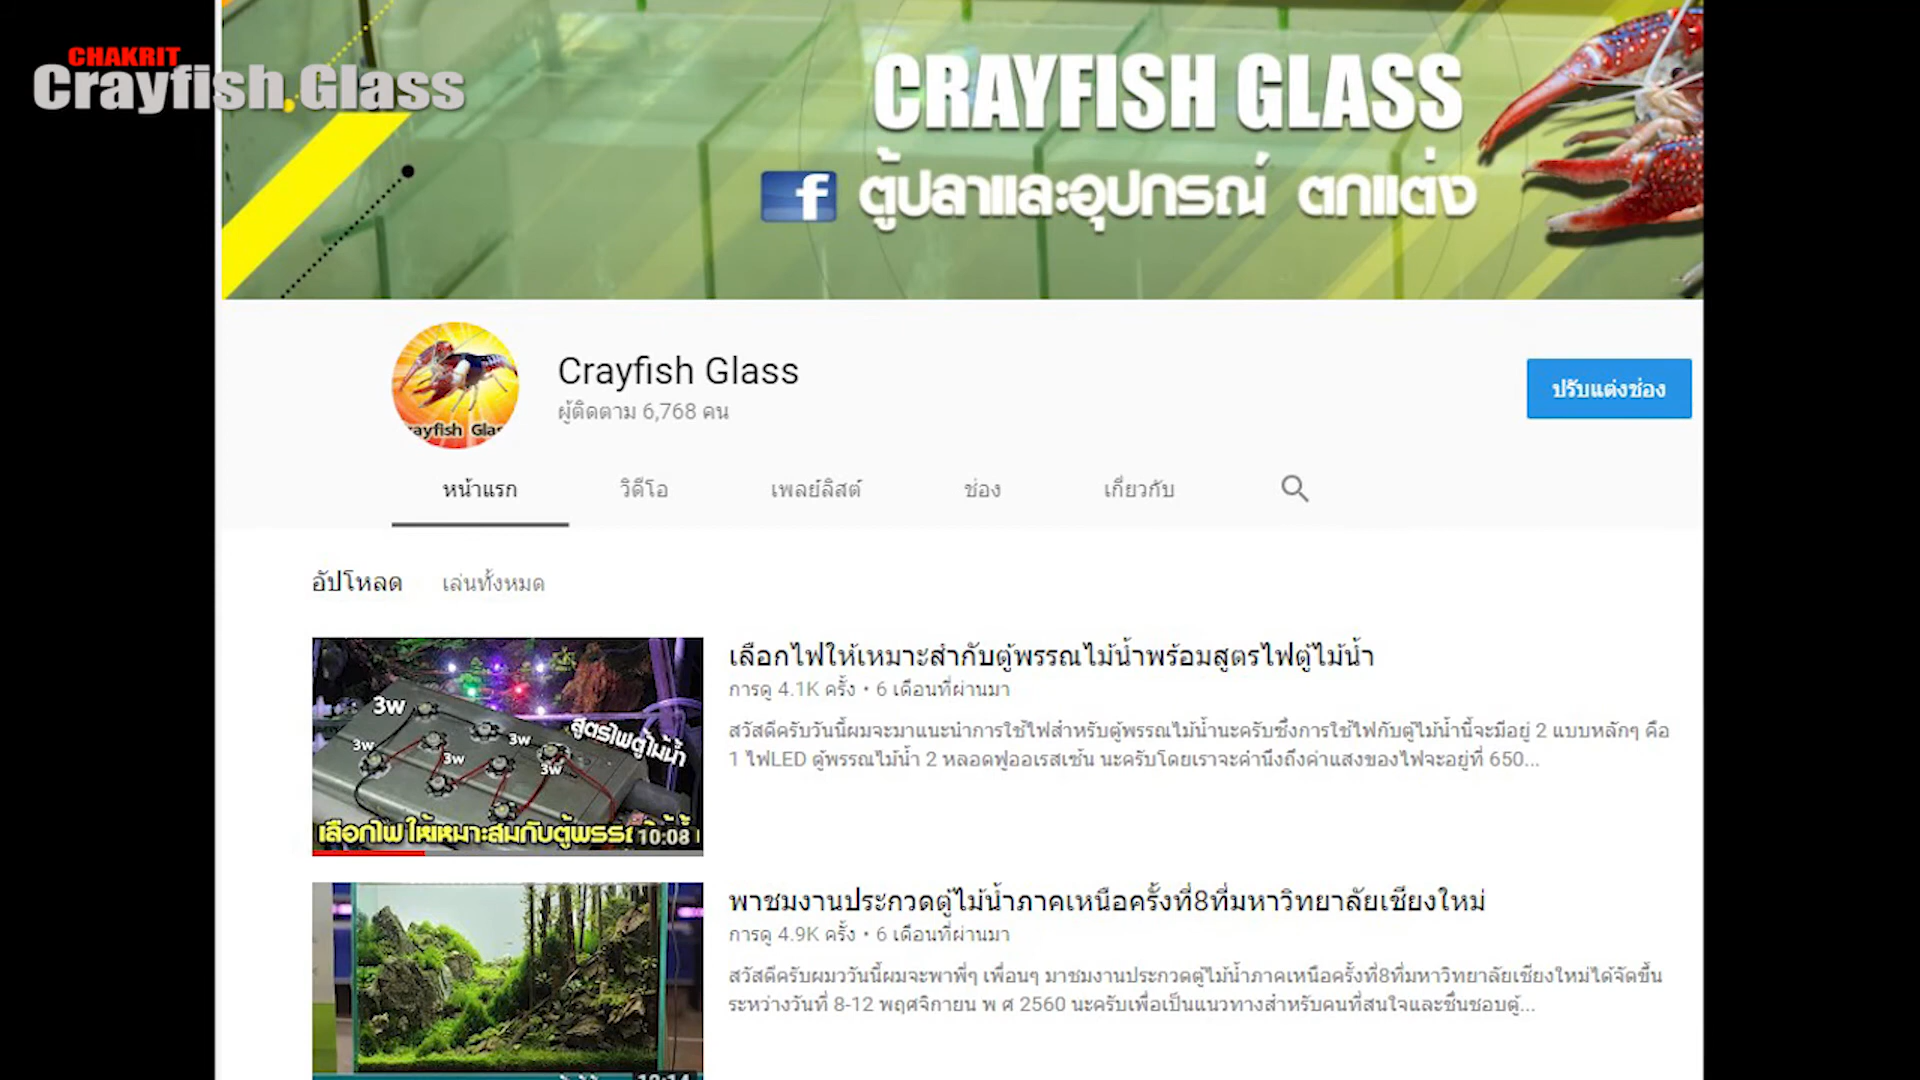 CHAKRIT
Crayfish Glass
CRAYFISH GLASS
f ตู้ปลาและอุปกรณ์ ตกแต่ง
ayfish Glas
Crayfish Glass
ผู้ติดตาม 6,768 คน
ปรับแต่งช่อง
หน้าแรก วิดีโอ เพลย์ลิสต์ ช่อง เกี่ยวกับ
อัปโหลด เล่นทั้งหมด
3w
3w
3w
3w
3w
สูตรไฟตู้ไม้น้ำ
เลือกไฟ ให้เหมาะสมกับตู้พรร
10:08
เลือกไฟให้เหมาะสำกับตู้พรรณไม้น้ำพร้อมสูตรไฟตู้ไม้น้ำ
การดู 4.1K ครั้ง • 6 เดือนที่ผ่านมา
สวัสดีครับวันนี้ผมจะมาแนะนำการใช้ไฟสำหรับตู้พรรณไม้น้ำนะครับซึ่งการใช้ไฟกับตู้ไม้น้ำนี้จะมีอยู่ 2 แบบหลักๆ คือ
1 ไฟLED ตู้พรรณไม้น้ำ 2 หลอดฟูออเรสเซ้น นะครับโดยเราจะคำนึงถึงค่าแสงของไฟจะอยู่ที่ 650...
พาชมงานประกวดตู้ไม้น้ำภาคเหนือครั้งที่8ที่มหาวิทยาลัยเชียงใหม่
การดู 4.9K ครั้ง • 6 เดือนที่ผ่านมา
สวัสดีครับผมววันนี้ผมจะพาพี่ๆ เพื่อนๆ มาชมงานประกวดตู้ไม้น้ำภาคเหนือครั้งที่8ที่มหาวิทยาลัยเชียงใหม่ได้จัดขึ้น
ระหว่างวันที่ 8-12 พฤศจิกายน พ ศ 2560 นะครับเพื่อเป็นแนวทางสำหรับคนที่สนใจและชื่นชอบตู้...